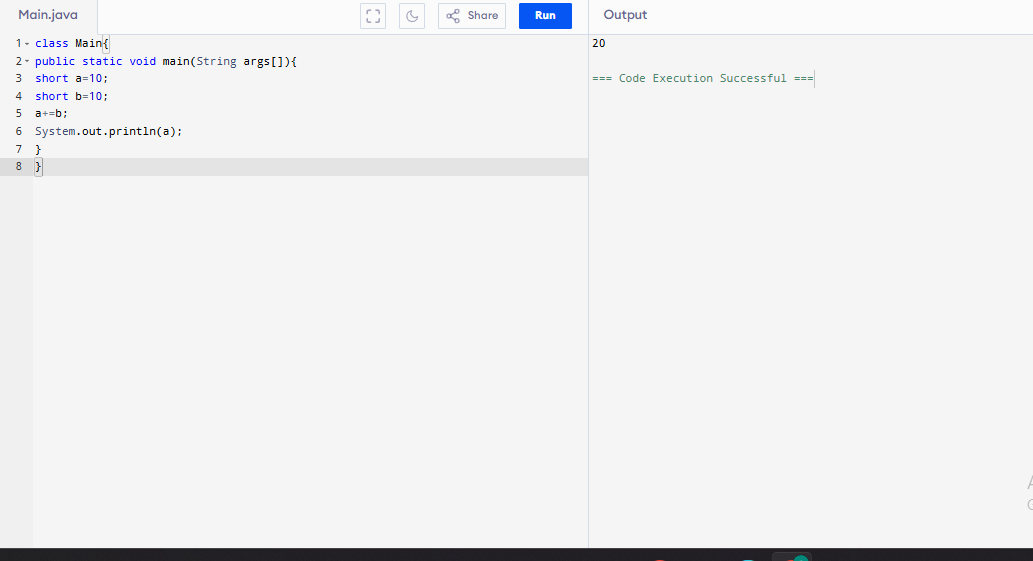 Main.java
Share
Run
Output
1 class Main{
2 public static void main(String args[]){
3 short a=10;
4 short b=10;
5 a+=b;
6 System.out.println(a);
7 }
8 }
20
=== Code Execution Successful ===